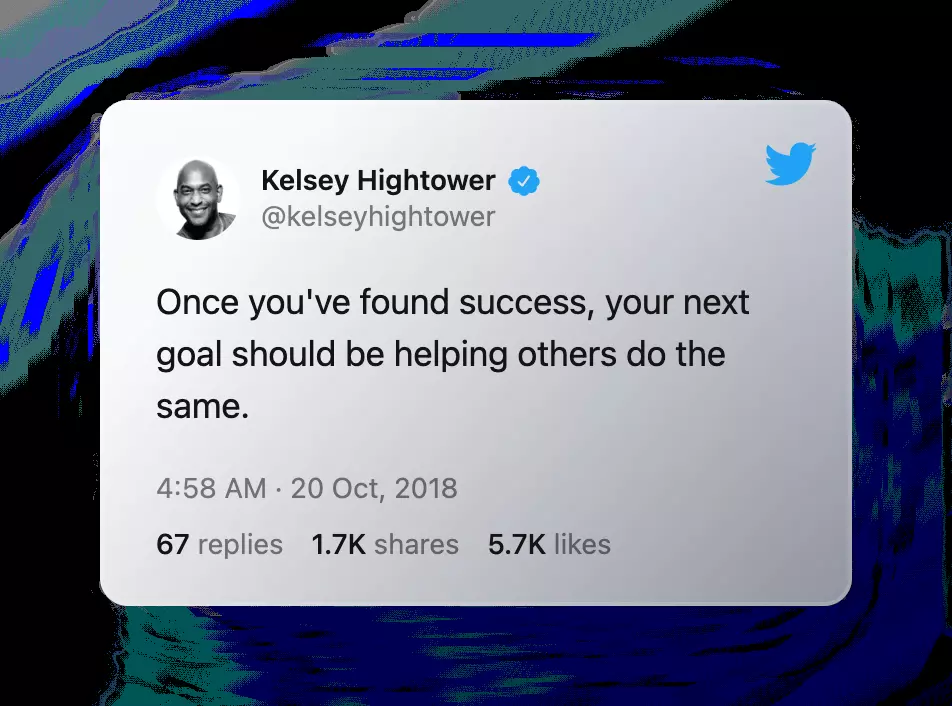 Kelsey Hightower
@kelseyhightower
Once you've found success, your next
goal should be helping others do the
same.
4:58 AM · 20 Oct, 2018
67 replies 1.7K shares 5.7K likes